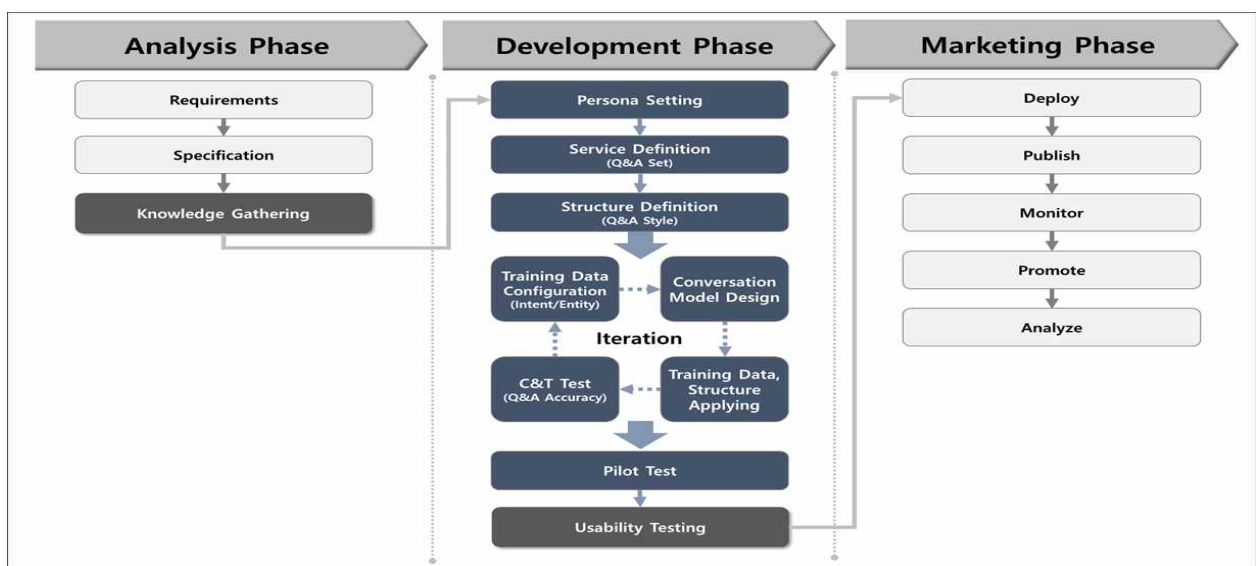 Analysis Phase
Requirements
Specification
Knowledge Gathering
Development Phase
Persona Setting
Service Definition
(Q&A Set)
Structure Definition
(Q&A Style)
Training Data
Configuration
(Intent/Entity)
Conversation
Model Design
Iteration
C&T Test
(Q&A Accuracy)
Training Data,
Structure
Applying
Pilot Test
Usability Testing
Marketing Phase
Deploy
Publish
Monitor
Promote
Analyze